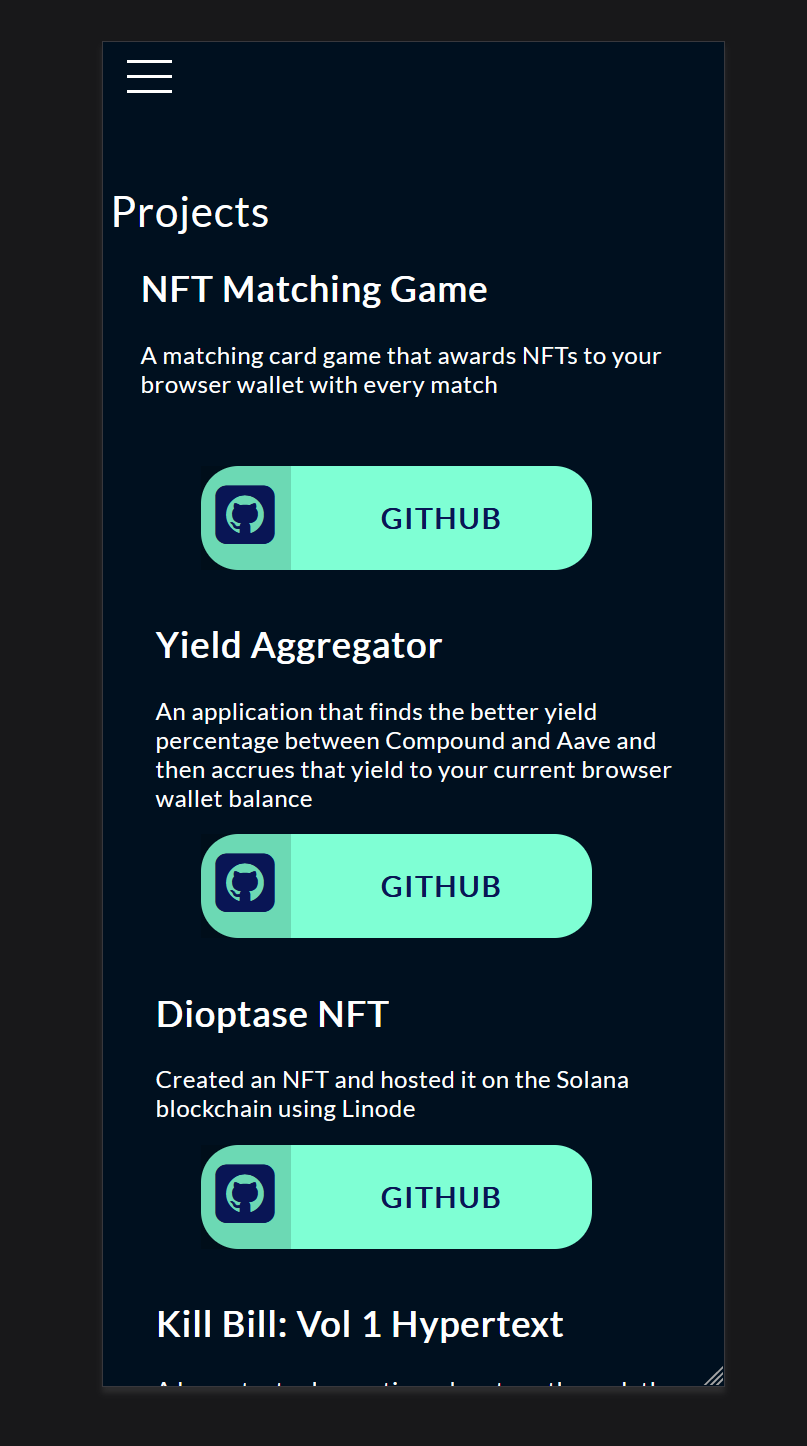 Projects
NFT Matching Game
A matching card game that awards NFTs to your
browser wallet with every match
GITHUB
Yield Aggregator
An application that finds the better yield
percentage between Compound and Aave and
then accrues that yield to your current browser
wallet balance
GITHUB
Dioptase NFT
Created an NFT and hosted it on the Solana
blockchain using Linode
GITHUB
Kill Bill: Vol 1 Hypertext